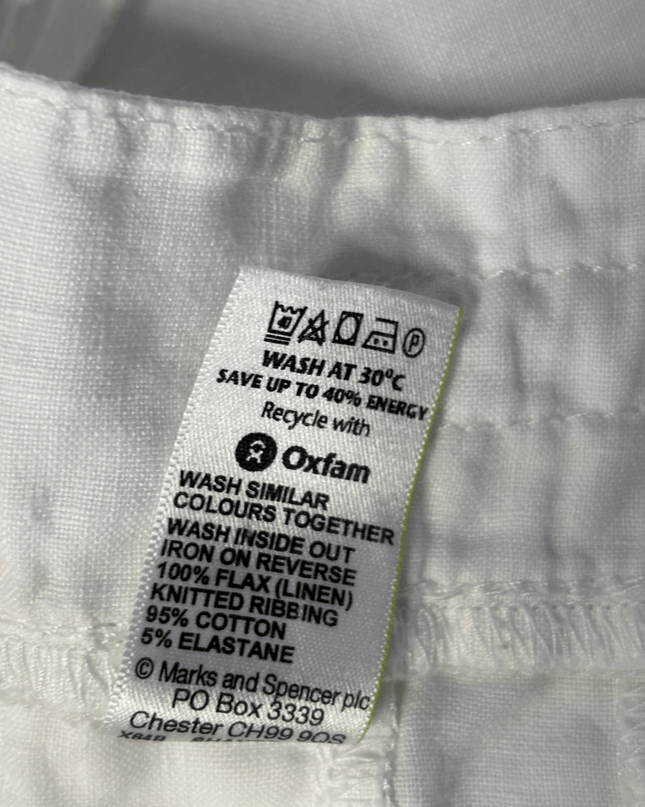 40 P
WASH AT 30°C
SAVE UP TO 40% ENERGY
Recycle with
Oxfam
WASH SIMILAR
COLOURS TOGETHER
WASH INSIDE OUT
IRON ON REVERSE
100% FLAX (LINEN)
KNITTED RIBBING
95% COTTON
5% ELASTANE
© Marks and Spencer plc
PO Box 3339
Chester CH99 9QS